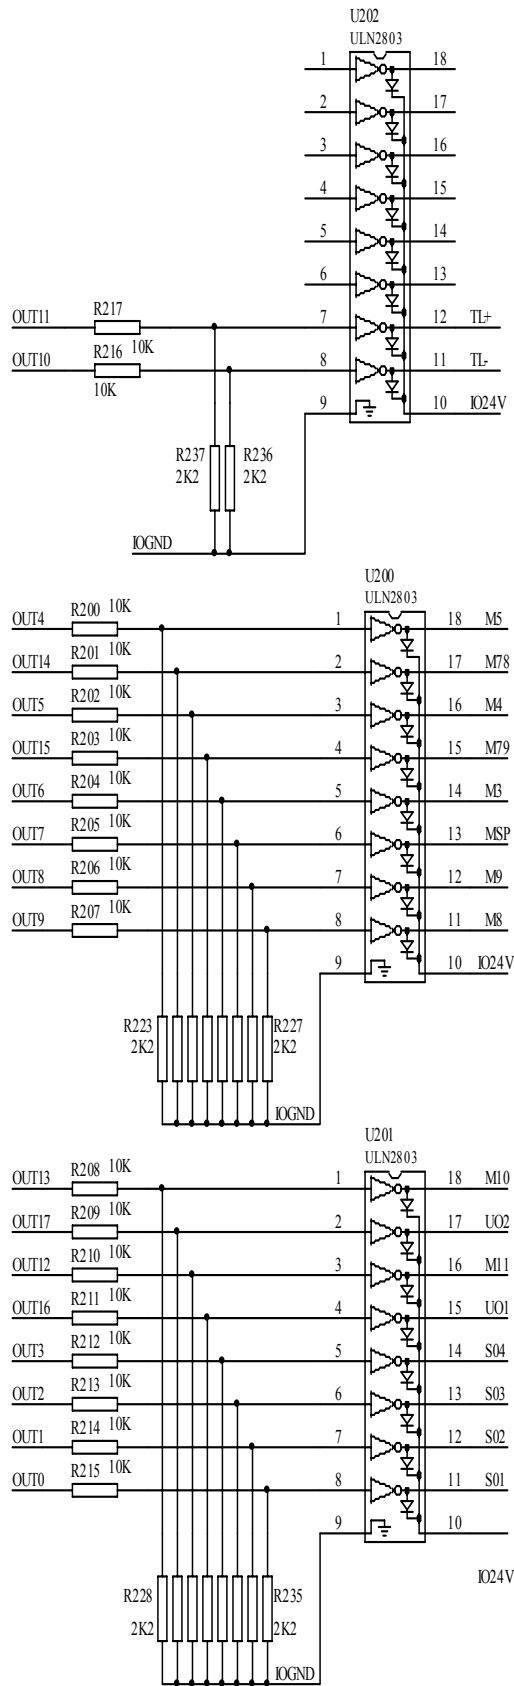 U202
ULN2803
1 18
2 17
3 16
4 15
5 14
6 13
OUT11 R217 10K 7 12 TL+
OUT10 R216 10K 8 11 TL-
9 10 IO24V
R237 R236
2K2 2K2
IOGND
U200
ULN2803
OUT4 R200 10K 1 18 M5
OUT14 R201 10K 2 17 M78
OUT5 R202 10K 3 16 M4
OUT15 R203 10K 4 15 M79
OUT6 R204 10K 5 14 M3
OUT7 R205 10K 6 13 MSP
OUT8 R206 10K 7 12 M9
OUT9 R207 10K 8 11 M8
9 10 IO24V
R223 R227
2K2 2K2
IOGND
U201
ULN2803
OUT13 R208 10K 1 18 M10
OUT17 R209 10K 2 17 UO2
OUT12 R210 10K 3 16 M11
OUT16 R211 10K 4 15 UO1
OUT3 R212 10K 5 14 S04
OUT2 R213 10K 6 13 S03
OUT1 R214 10K 7 12 S02
OUT0 R215 10K 8 11 S01
9 10
IO24V
R228 R235
2K2 2K2
IOGND